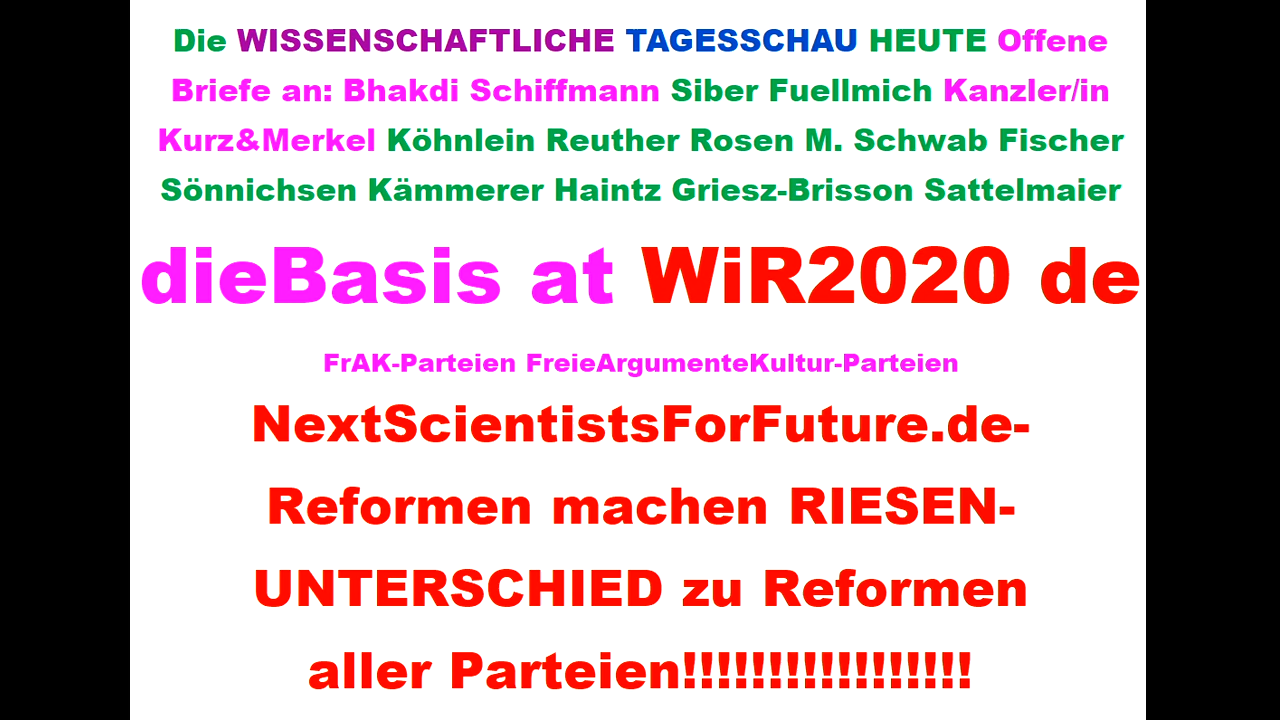 Die WISSENSCHAFTLICHE TAGESSCHAU HEUTE Offene
Briefe an: Bhakdi Schiffmann Siber Fuellmich Kanzler/in
Kurz&Merkel Köhnlein Reuther Rosen M. Schwab Fischer
Sönnichsen Kämmerer Haintz Griesz-Brisson Sattelmaier
dieBasis at WiR2020 de
FrAK-Parteien FreieArgumenteKultur-Parteien
NextScientistsForFuture.de-
Reformen machen RIESEN-
UNTERSCHIED zu Reformen
aller Parteien!!!!!!!!!!!!!!!!!